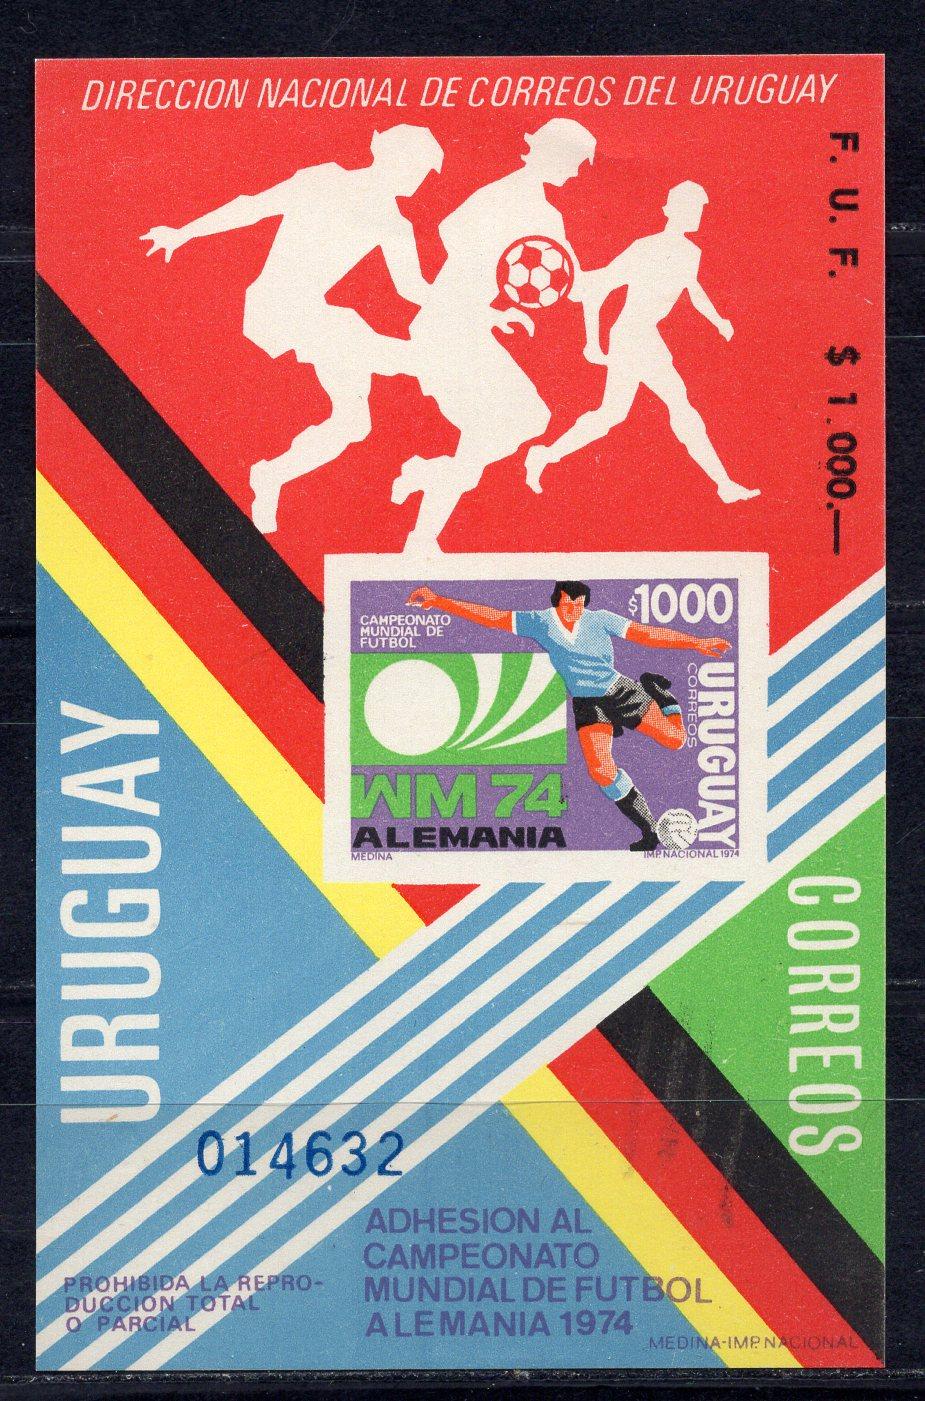 DIRECCION NACIONAL DE CORREOS DEL URUGUAY
F. U. F. $ 1.000.—
CAMPEONATO
MUNDIAL DE
FUTBOL
$1000
CORREOS
URUGUAY
WM 74
ALEMANIA
MEDINA
IMP. NACIONAL 1974
URUGUAY
CORREOS
014632
ADHESION AL
CAMPEONATO
MUNDIAL DE FUTBOL
ALEMANIA 1974
PROHIBIDA LA REPRO-
DUCCION TOTAL
O PARCIAL
MEDINA-IMP. NACIONAL